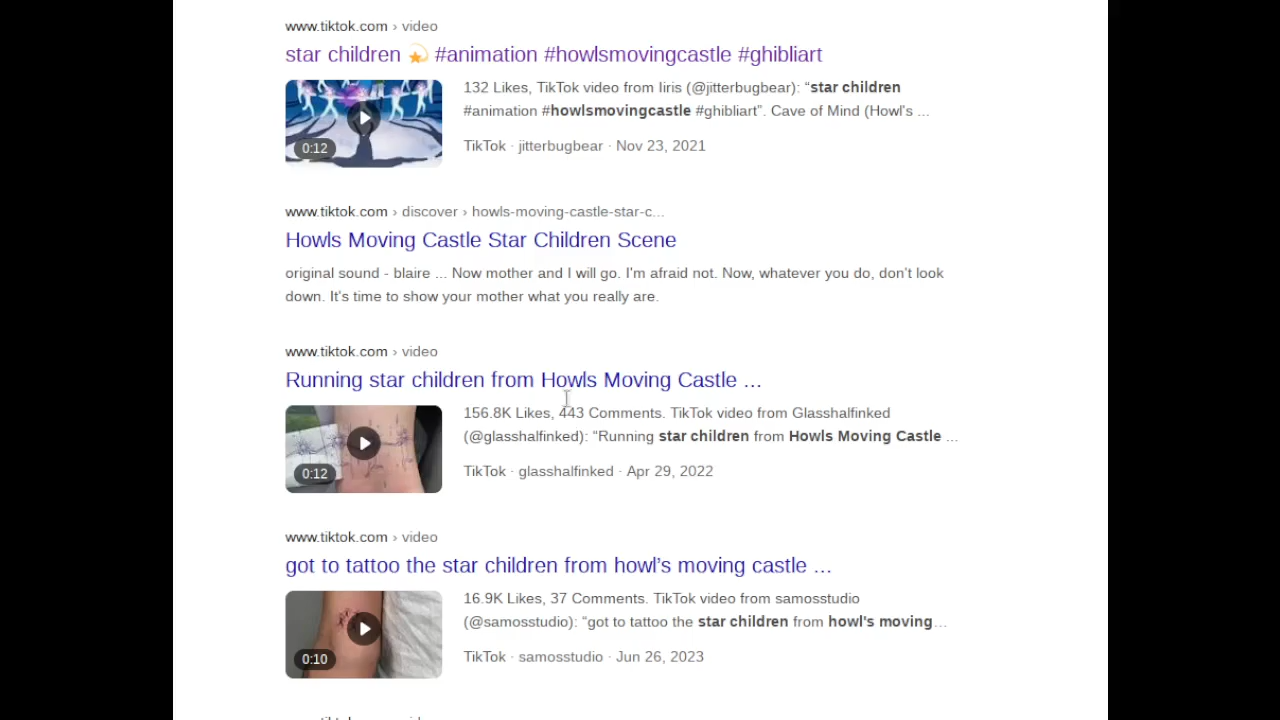 www.tiktok.com › video
star children 💫 #animation #howlsmovingcastle #ghibliart
132 Likes, TikTok video from Iiris (@jitterbugbear): “star children
#animation #howlsmovingcastle #ghibliart”. Cave of Mind (Howl's ...
0:12
TikTok · jitterbugbear · Nov 23, 2021
www.tiktok.com › discover › howls-moving-castle-star-c...
Howls Moving Castle Star Children Scene
original sound - blaire ... Now mother and I will go. I'm afraid not. Now, whatever you do, don't look
down. It's time to show your mother what you really are.
www.tiktok.com › video
Running star children from Howls Moving Castle ...
156.8K Likes, 443 Comments. TikTok video from Glasshalfinked
(@glasshalfinked): “Running star children from Howls Moving Castle ...
0:12
TikTok · glasshalfinked · Apr 29, 2022
www.tiktok.com › video
got to tattoo the star children from howl’s moving castle ...
16.9K Likes, 37 Comments. TikTok video from samosstudio
(@samosstudio): “got to tattoo the star children from howl's moving...
0:10
TikTok · samosstudio · Jun 26, 2023